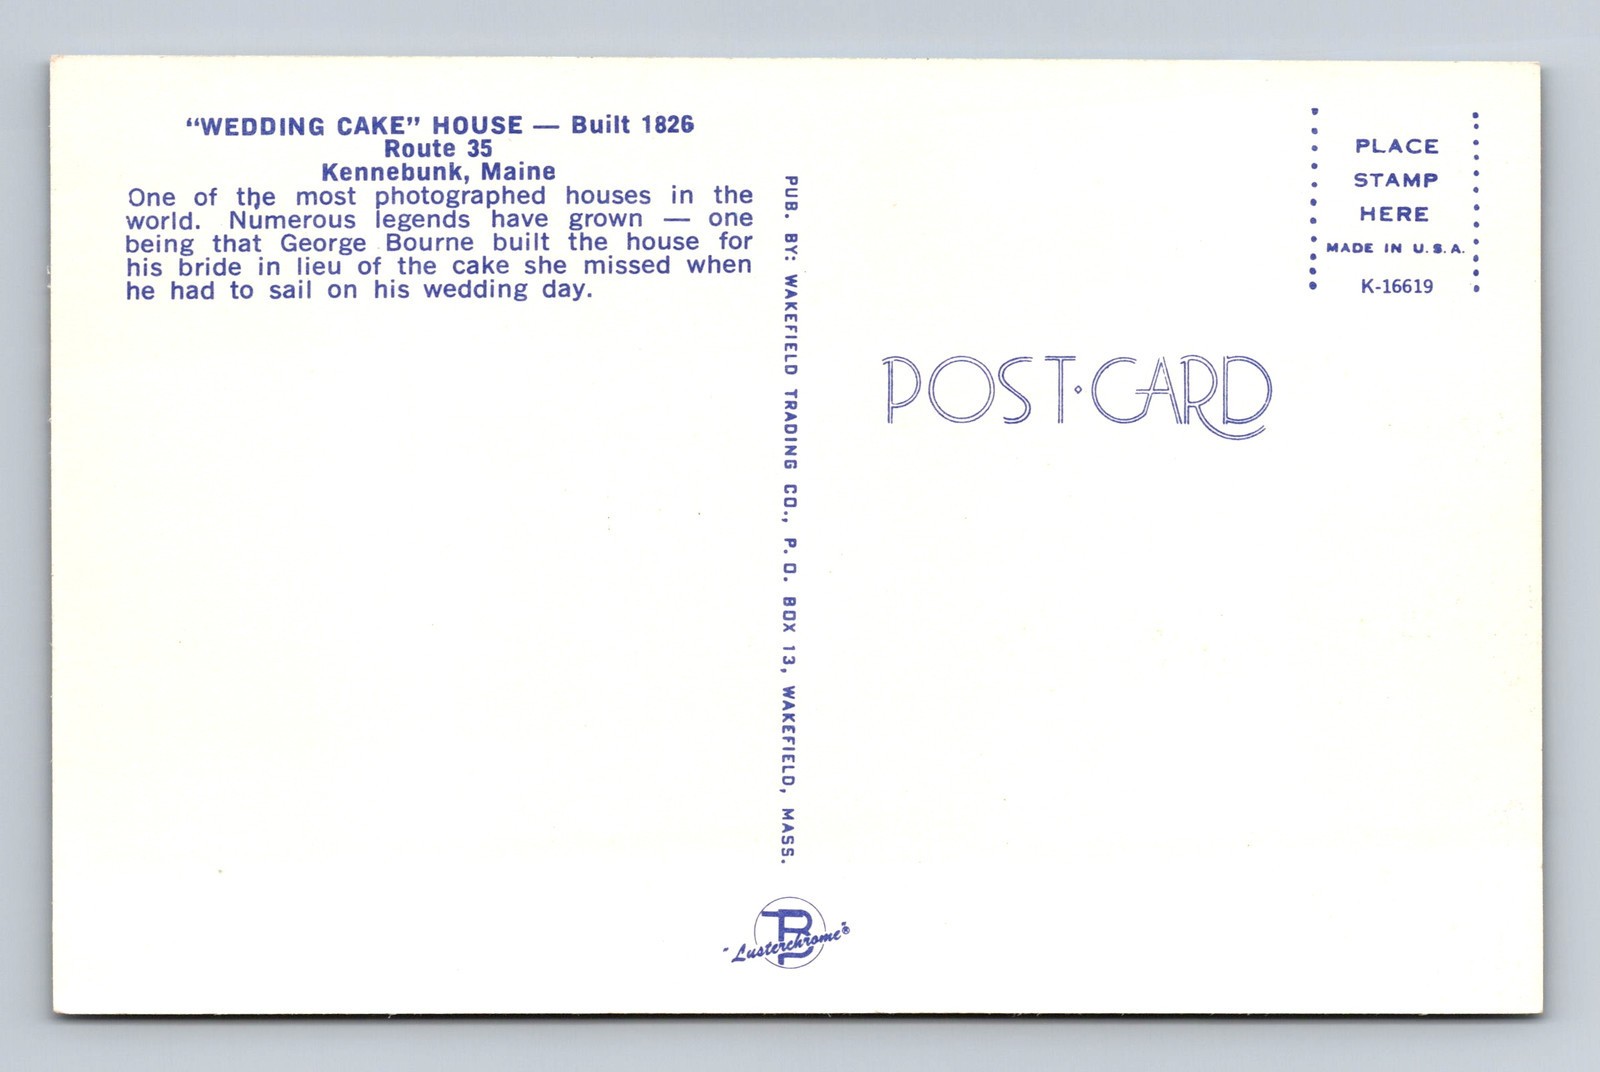 “WEDDING CAKE” HOUSE — Built 1826
Route 35
Kennebunk, Maine
One of the most photographed houses in the
world. Numerous legends have grown — one
being that George Bourne built the house for
his bride in lieu of the cake she missed when
he had to sail on his wedding day.
PUB. BY: WAKEFIELD TRADING CO., P. O. BOX 13, WAKEFIELD, MASS.
"Lusterchrome"®
PLACE
STAMP
HERE
MADE IN U.S.A.
K-16619
POST·CARD